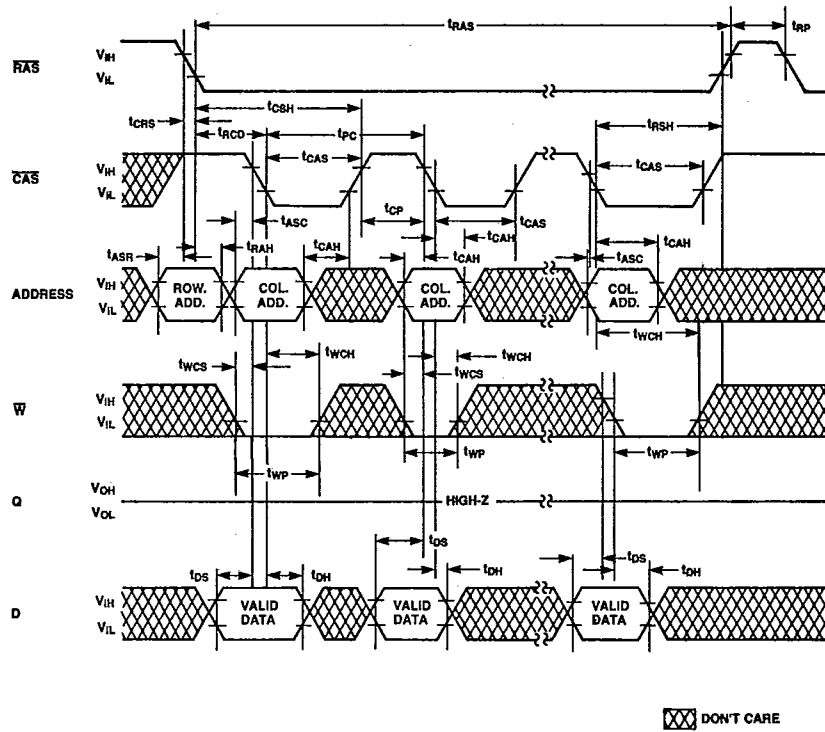 tRAS
tRP
RAS
VIH
VIL
tCSH
tCRS
tRCD
tPC
tRSH
CAS
VIH
VIL
tCAS
tCAS
tCP
tCAS
tASC
tCAH
tASR
tRAH
tCAH
tCAH
tASC
tCAH
ADDRESS
VIH
VIL
ROW. ADD.
COL. ADD.
COL. ADD.
COL. ADD.
tWCH
tWCS
tWCH
tWCH
tWCS
W
VIH
VIL
tWP
tWP
tWP
Q
VOH
VOL
HIGH-Z
tDS
tDS
tDH
tDS
tDH
tDH
D
VIH
VIL
VALID DATA
VALID DATA
VALID DATA
DON'T CARE